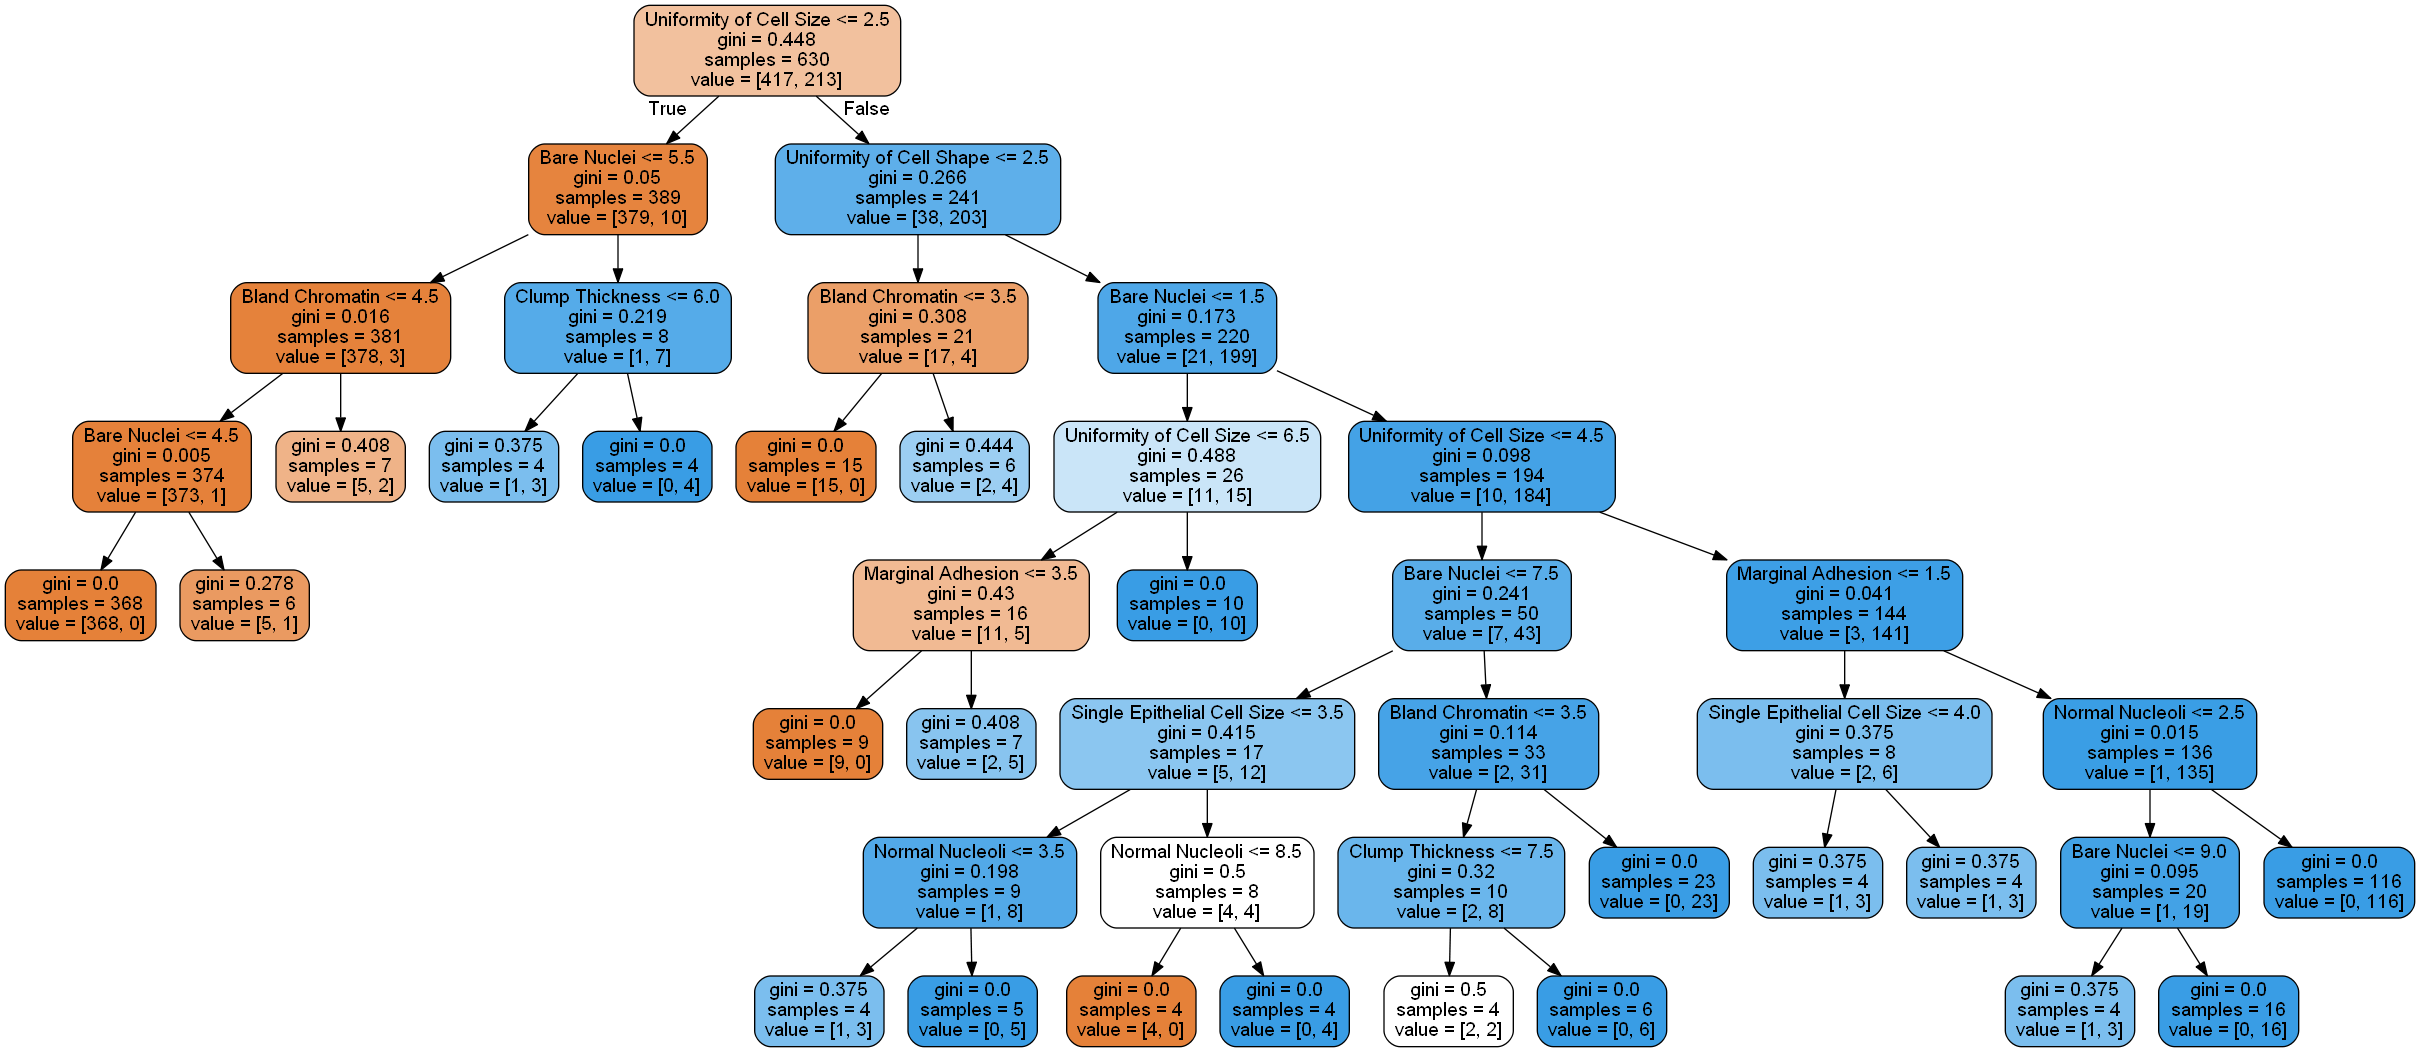 Uniformity of Cell Size <= 2.5
gini = 0.448
samples = 630
value = [417, 213]
True
False
Bare Nuclei <= 5.5
gini = 0.05
samples = 389
value = [379, 10]
Uniformity of Cell Shape <= 2.5
gini = 0.266
samples = 241
value = [38, 203]
Bland Chromatin <= 4.5
gini = 0.016
samples = 381
value = [378, 3]
Clump Thickness <= 6.0
gini = 0.219
samples = 8
value = [1, 7]
Bland Chromatin <= 3.5
gini = 0.308
samples = 21
value = [17, 4]
Bare Nuclei <= 1.5
gini = 0.173
samples = 220
value = [21, 199]
Bare Nuclei <= 4.5
gini = 0.005
samples = 374
value = [373, 1]
gini = 0.408
samples = 7
value = [5, 2]
gini = 0.375
samples = 4
value = [1, 3]
gini = 0.0
samples = 4
value = [0, 4]
gini = 0.0
samples = 15
value = [15, 0]
gini = 0.444
samples = 6
value = [2, 4]
Uniformity of Cell Size <= 6.5
gini = 0.488
samples = 26
value = [11, 15]
Uniformity of Cell Size <= 4.5
gini = 0.098
samples = 194
value = [10, 184]
gini = 0.0
samples = 368
value = [368, 0]
gini = 0.278
samples = 6
value = [5, 1]
Marginal Adhesion <= 3.5
gini = 0.43
samples = 16
value = [11, 5]
gini = 0.0
samples = 10
value = [0, 10]
Bare Nuclei <= 7.5
gini = 0.241
samples = 50
value = [7, 43]
Marginal Adhesion <= 1.5
gini = 0.041
samples = 144
value = [3, 141]
gini = 0.0
samples = 9
value = [9, 0]
gini = 0.408
samples = 7
value = [2, 5]
Single Epithelial Cell Size <= 3.5
gini = 0.415
samples = 17
value = [5, 12]
Bland Chromatin <= 3.5
gini = 0.114
samples = 33
value = [2, 31]
Single Epithelial Cell Size <= 4.0
gini = 0.375
samples = 8
value = [2, 6]
Normal Nucleoli <= 2.5
gini = 0.015
samples = 136
value = [1, 135]
Normal Nucleoli <= 3.5
gini = 0.198
samples = 9
value = [1, 8]
Normal Nucleoli <= 8.5
gini = 0.5
samples = 8
value = [4, 4]
Clump Thickness <= 7.5
gini = 0.32
samples = 10
value = [2, 8]
gini = 0.0
samples = 23
value = [0, 23]
gini = 0.375
samples = 4
value = [1, 3]
gini = 0.375
samples = 4
value = [1, 3]
Bare Nuclei <= 9.0
gini = 0.095
samples = 20
value = [1, 19]
gini = 0.0
samples = 116
value = [0, 116]
gini = 0.375
samples = 4
value = [1, 3]
gini = 0.0
samples = 5
value = [0, 5]
gini = 0.0
samples = 4
value = [4, 0]
gini = 0.0
samples = 4
value = [0, 4]
gini = 0.5
samples = 4
value = [2, 2]
gini = 0.0
samples = 6
value = [0, 6]
gini = 0.375
samples = 4
value = [1, 3]
gini = 0.0
samples = 16
value = [0, 16]